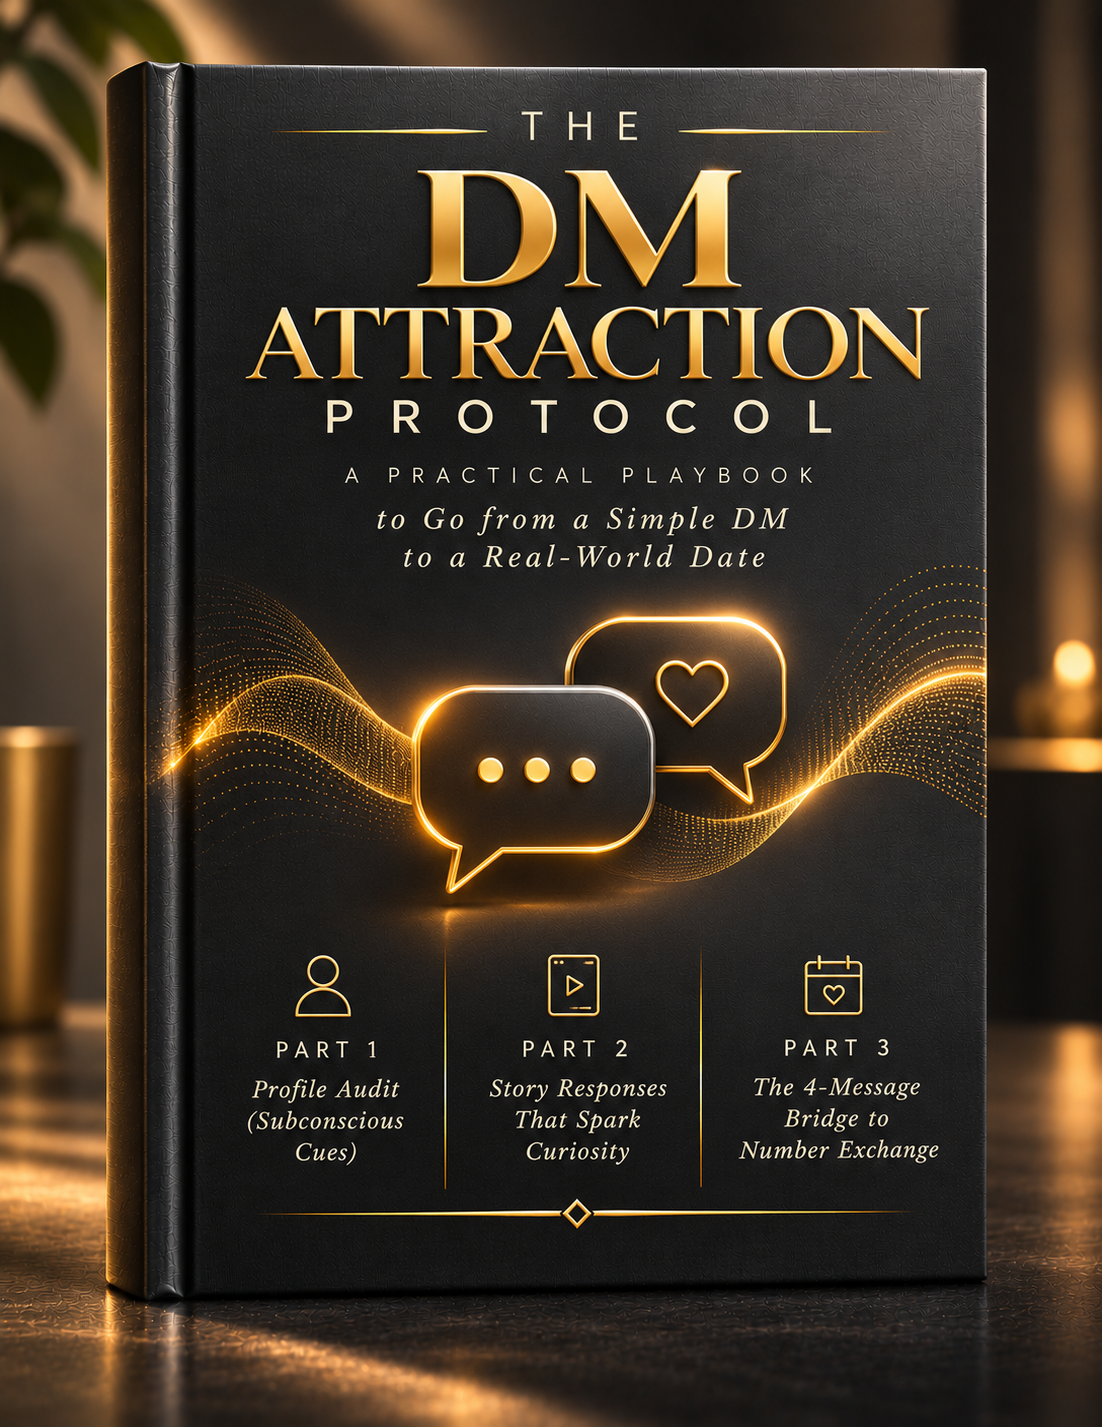 THE
DM
ATTRACTION
PROTOCOL
A PRACTICAL PLAYBOOK
to Go from a Simple DM
to a Real-World Date
PART 1
Profile Audit
(Subconscious
Cues)
PART 2
Story Responses
That Spark
Curiosity
PART 3
The 4-Message
Bridge to
Number Exchange